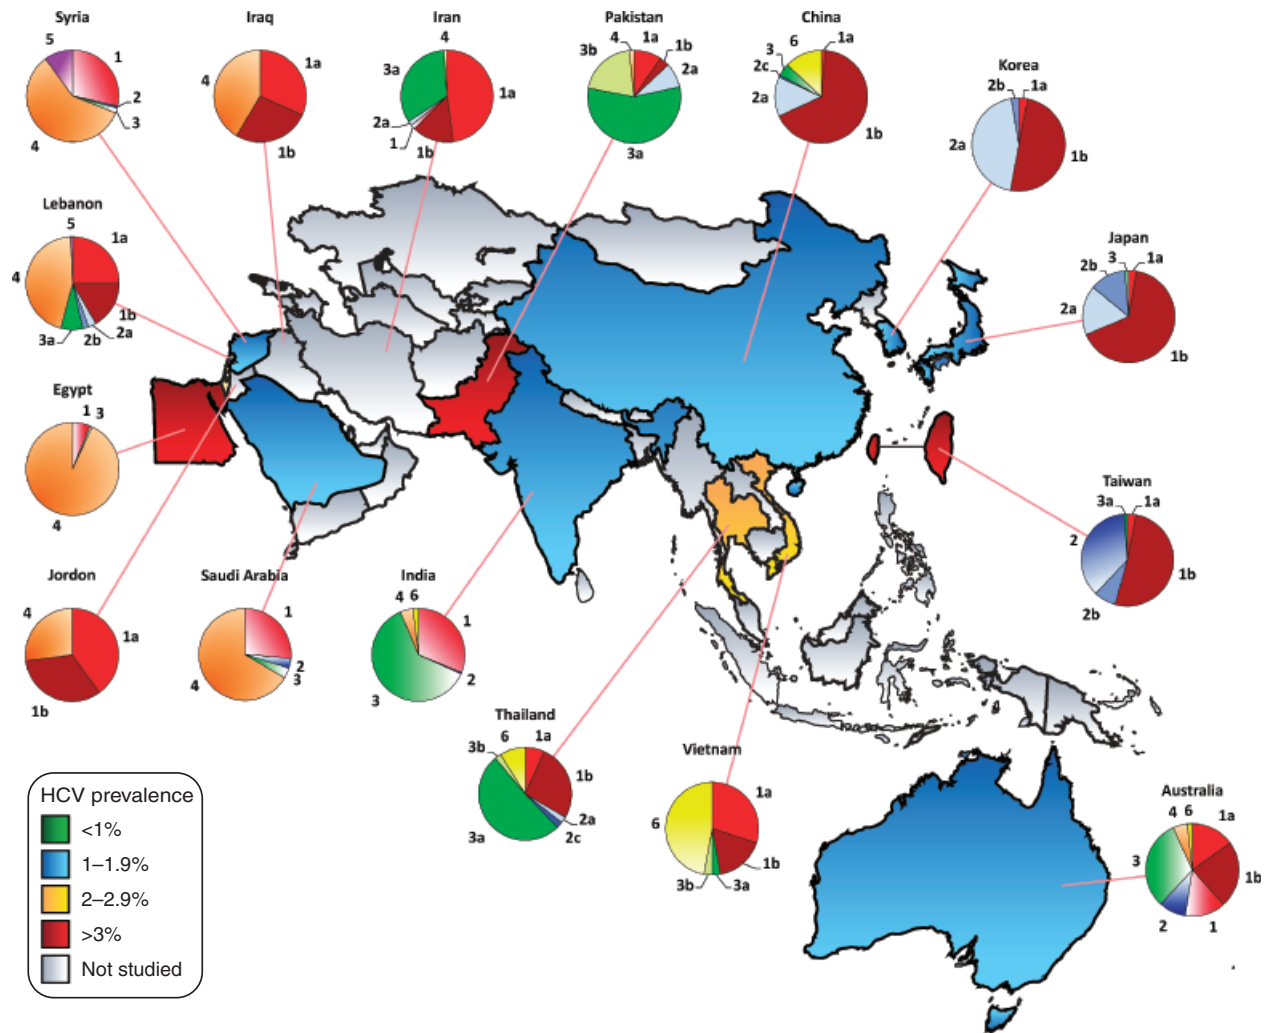 Syria
5
1
2
3
4
Iraq
4
1a
1b
Iran
4
3a
1a
2a
1
1b
Pakistan
4
1a
3b
1b
2a
3a
China
6
1a
3
2c
2a
1b
Korea
2b
1a
2a
1b
Lebanon
5
1a
4
1b
2a
2b
3a
Japan
3
1a
2b
2a
1b
Egypt
1
3
4
Taiwan
3a
1a
2
1b
2b
Jordon
4
1a
1b
Saudi Arabia
1
2
3
4
India
4
6
1
2
3
Thailand
6
1a
3b
1b
2a
2c
3a
Vietnam
1a
6
1b
3a
3b
Australia
4
6
1a
3
1b
2
1
HCV prevalence
<1%
1–1.9%
2–2.9%
>3%
Not studied